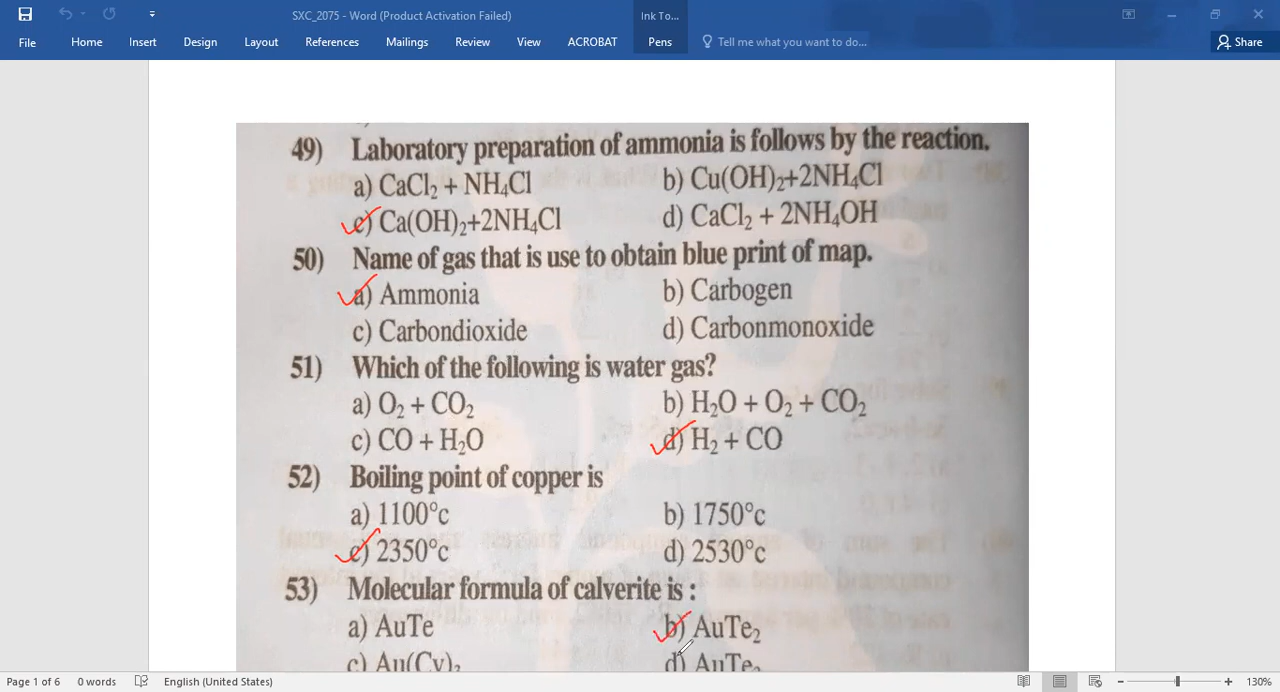 SXC_2075 - Word (Product Activation Failed)
Ink To...
File Home Insert Design Layout References Mailings Review View ACROBAT Pens Tell me what you want to do... Share
49) Laboratory preparation of ammonia is follows by the reaction.
a) CaCl₂ + NH₄Cl b) Cu(OH)₂+2NH₄Cl
c) Ca(OH)₂+2NH₄Cl d) CaCl₂ + 2NH₄OH
50) Name of gas that is use to obtain blue print of map.
a) Ammonia b) Carbogen
c) Carbondioxide d) Carbonmonoxide
51) Which of the following is water gas?
a) O₂ + CO₂ b) H₂O + O₂ + CO₂
c) CO + H₂O d) H₂ + CO
52) Boiling point of copper is
a) 1100°c b) 1750°c
c) 2350°c d) 2530°c
53) Molecular formula of calverite is :
a) AuTe b) AuTe₂
c) Au(Cy)₂ d)
Page 1 of 6 0 words English (United States) 130%